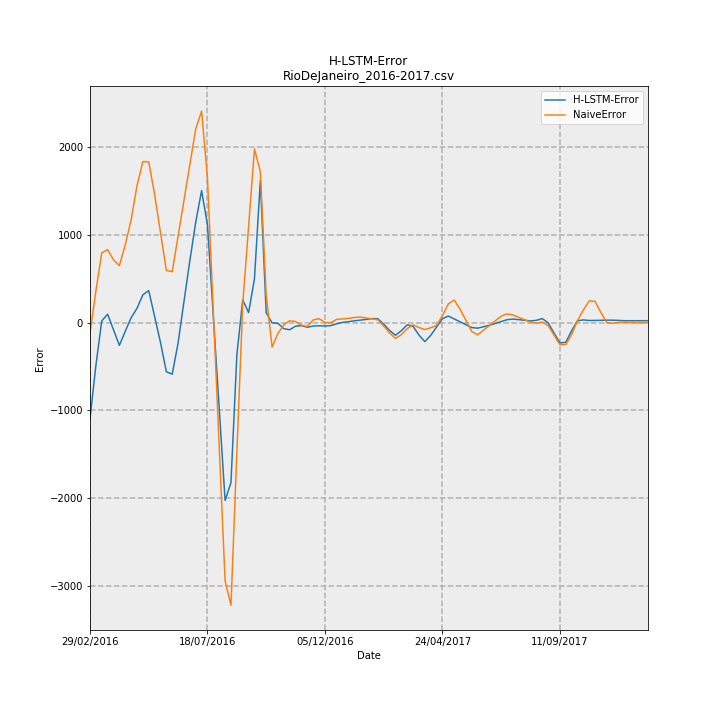 H-LSTM-Error
RioDeJaneiro_2016-2017.csv
H-LSTM-Error
NaiveError
2000
1000
0
−1000
−2000
−3000
Error
29/02/2016
18/07/2016
05/12/2016
24/04/2017
11/09/2017
Date